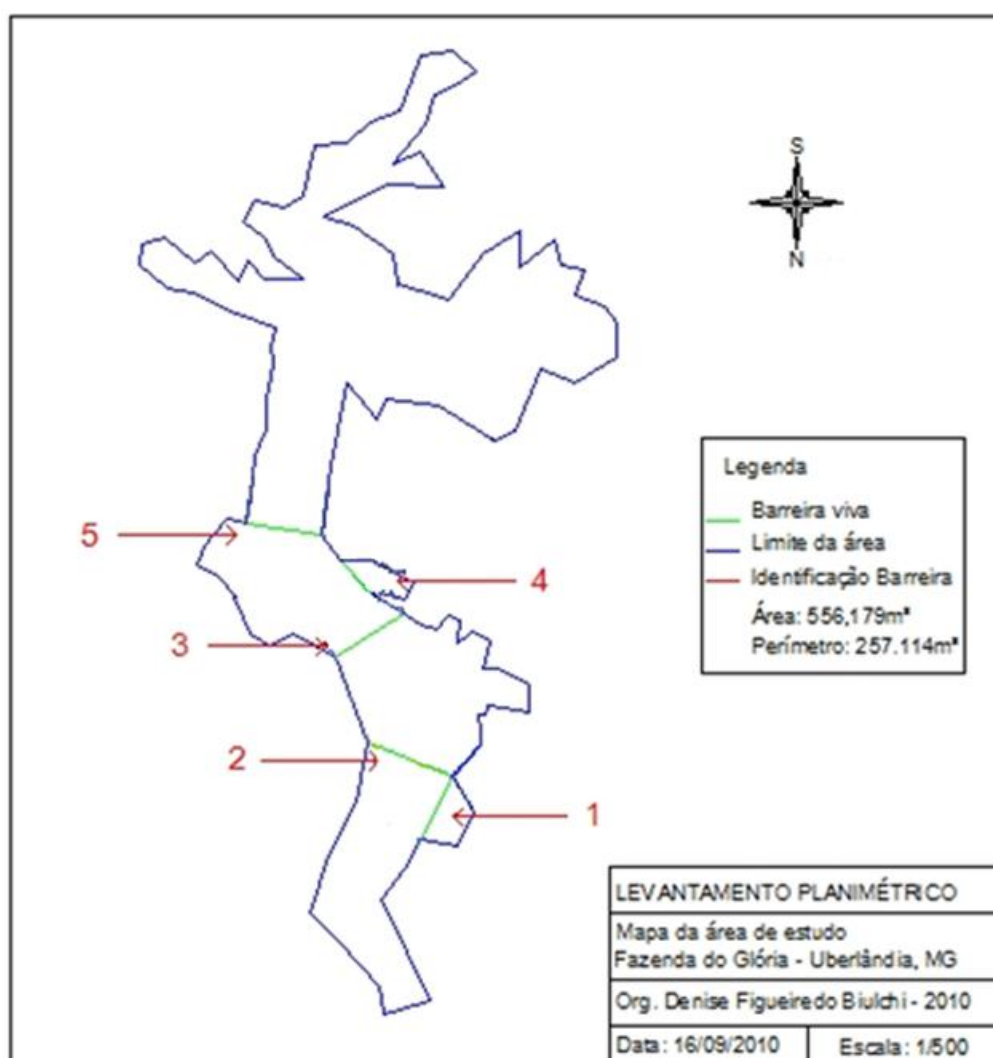 S
N
Legenda
Barreira viva
Limite da área
Identificação Barreira
Área: 556,179m²
Perímetro: 257.114m²
5
4
3
2
1
LEVANTAMENTO PLANIMÉTRICO
Mapa da área de estudo
Fazenda do Glória - Uberlândia, MG
Org. Denise Figueiredo Biulchi - 2010
Data: 16/09/2010
Escala: 1/500